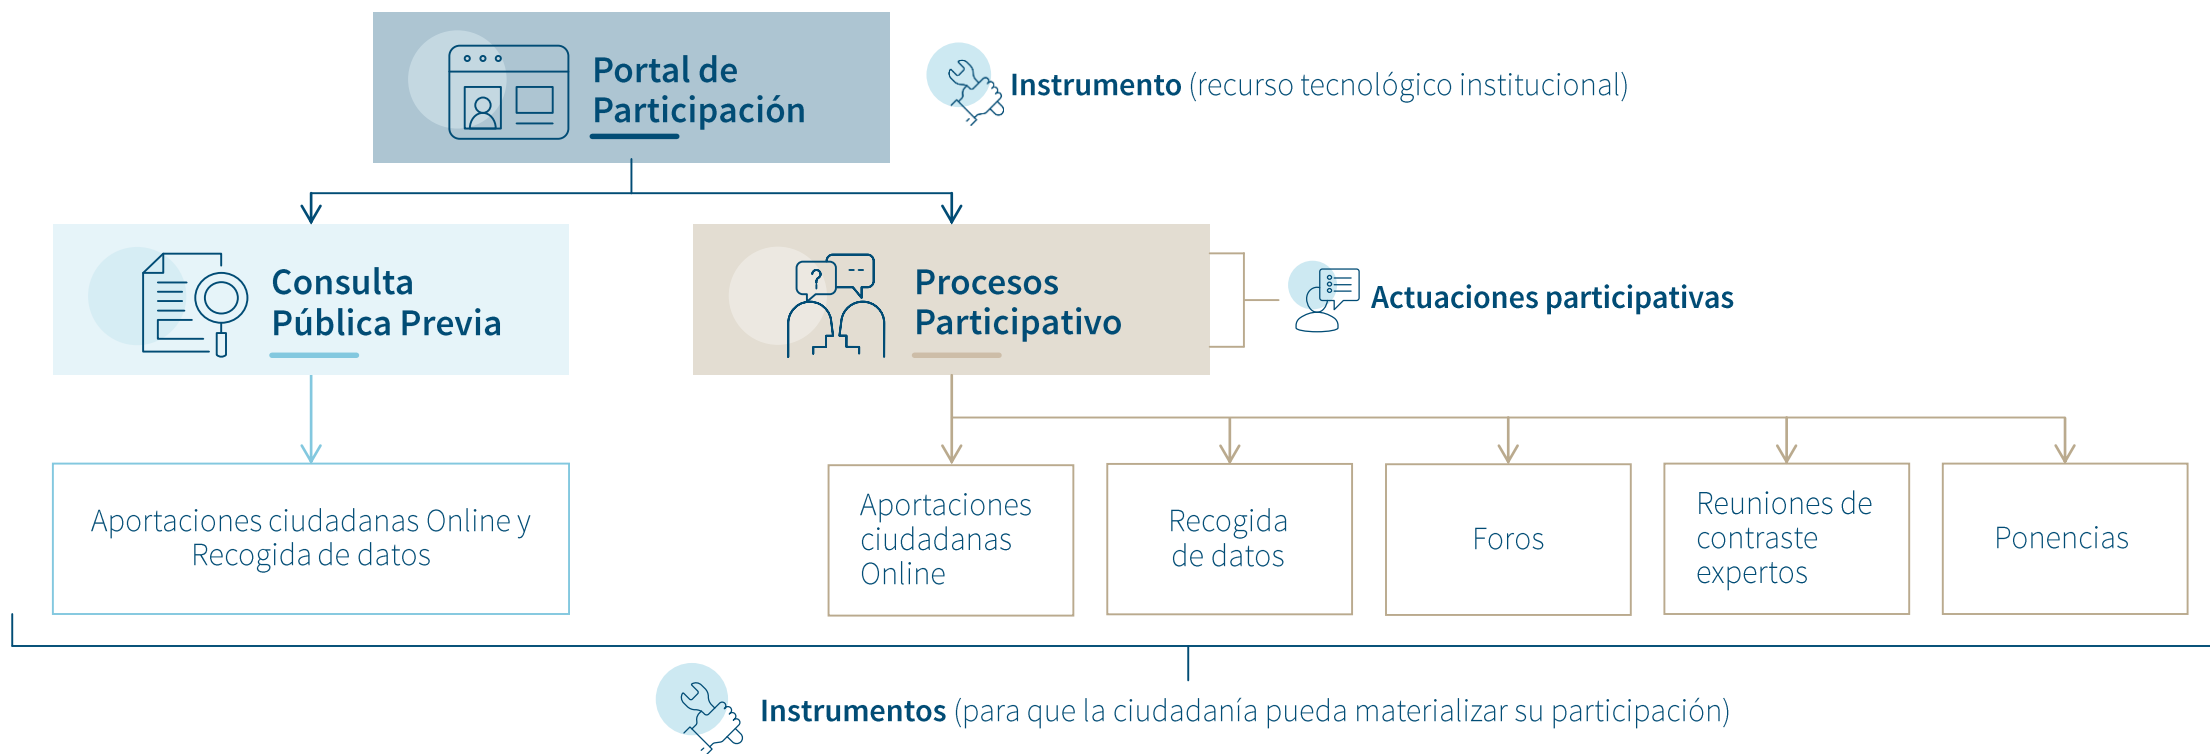 Portal de
Participación
Instrumento (recurso tecnológico institucional)
Consulta
Pública Previa
Procesos
Participativo
Actuaciones participativas
Aportaciones ciudadanas Online y
Recogida de datos
Aportaciones
ciudadanas
Online
Recogida
de datos
Foros
Reuniones de
contraste
expertos
Ponencias
Instrumentos (para que la ciudadanía pueda materializar su participación)